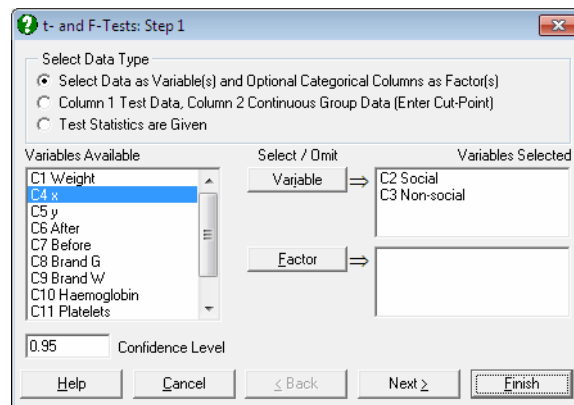 t- and F-Tests: Step 1
Select Data Type
Select Data as Variable(s) and Optional Categorical Columns as Factor(s)
Column 1 Test Data, Column 2 Continuous Group Data (Enter Cut-Point)
Test Statistics are Given
Variables Available
Select / Omit
Variables Selected
C1 Weight
C4 x
C5 y
C6 After
C7 Before
C8 Brand G
C9 Brand W
C10 Haemoglobin
C11 Platelets
Variable
C2 Social
C3 Non-social
Factor
0.95 Confidence Level
Help Cancel < Back Next > Finish